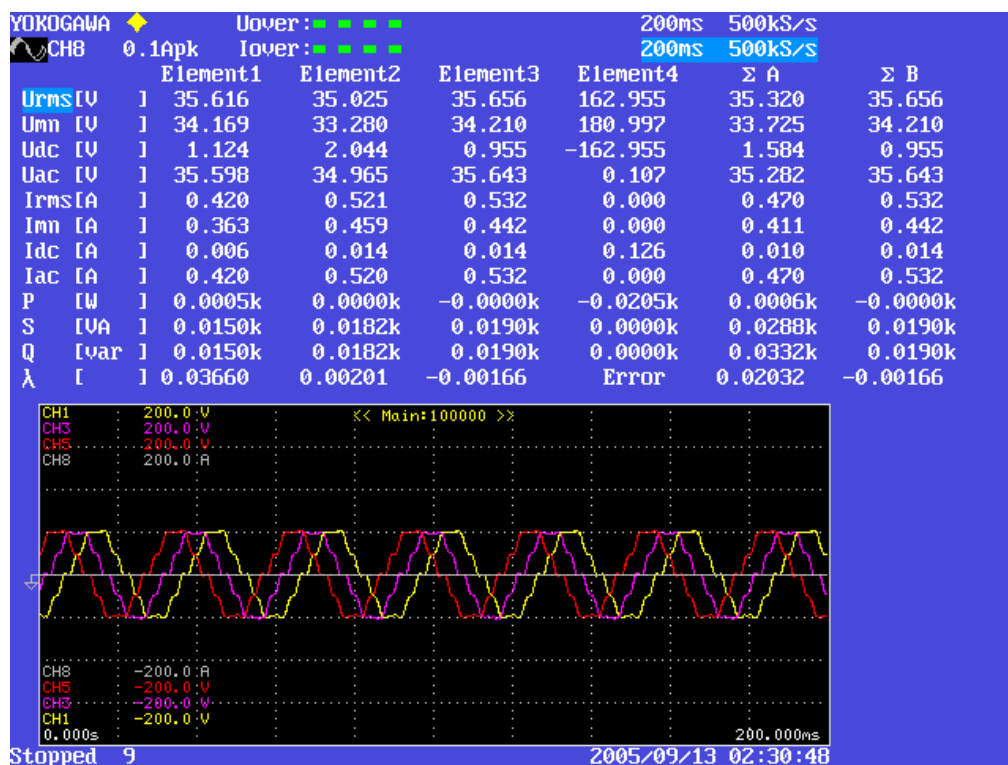 YOKOGAWA Uover: 200ms 500kS/s
CH8 0.1Apk Iover: 200ms 500kS/s
Element1 Element2 Element3 Element4 Σ A Σ B
Urms[V ] 35.616 35.025 35.656 162.955 35.320 35.656
Umn [V ] 34.169 33.280 34.210 180.997 33.725 34.210
Udc [V ] 1.124 2.044 0.955 -162.955 1.584 0.955
Uac [V ] 35.598 34.965 35.643 0.107 35.282 35.643
Irms[A ] 0.420 0.521 0.532 0.000 0.470 0.532
Imn [A ] 0.363 0.459 0.442 0.000 0.411 0.442
Idc [A ] 0.006 0.014 0.014 0.126 0.010 0.014
Iac [A ] 0.420 0.520 0.532 0.000 0.470 0.532
P [W ] 0.0005k 0.0000k -0.0000k -0.0205k 0.0006k -0.0000k
S [VA ] 0.0150k 0.0182k 0.0190k 0.0000k 0.0288k 0.0190k
Q [var ] 0.0150k 0.0182k 0.0190k 0.0000k 0.0332k 0.0190k
λ [ ] 0.03660 0.00201 -0.00166 Error 0.02032 -0.00166
CH1 200.0 V << Main:100000 >>
CH3 200.0 V
CH5 200.0 V
CH8 200.0 A
CH8 -200.0 A
CH5 -200.0 V
CH3 -200.0 V
CH1 -200.0 V
0.000s 200.000ms
Stopped 9 2005/09/13 02:30:48